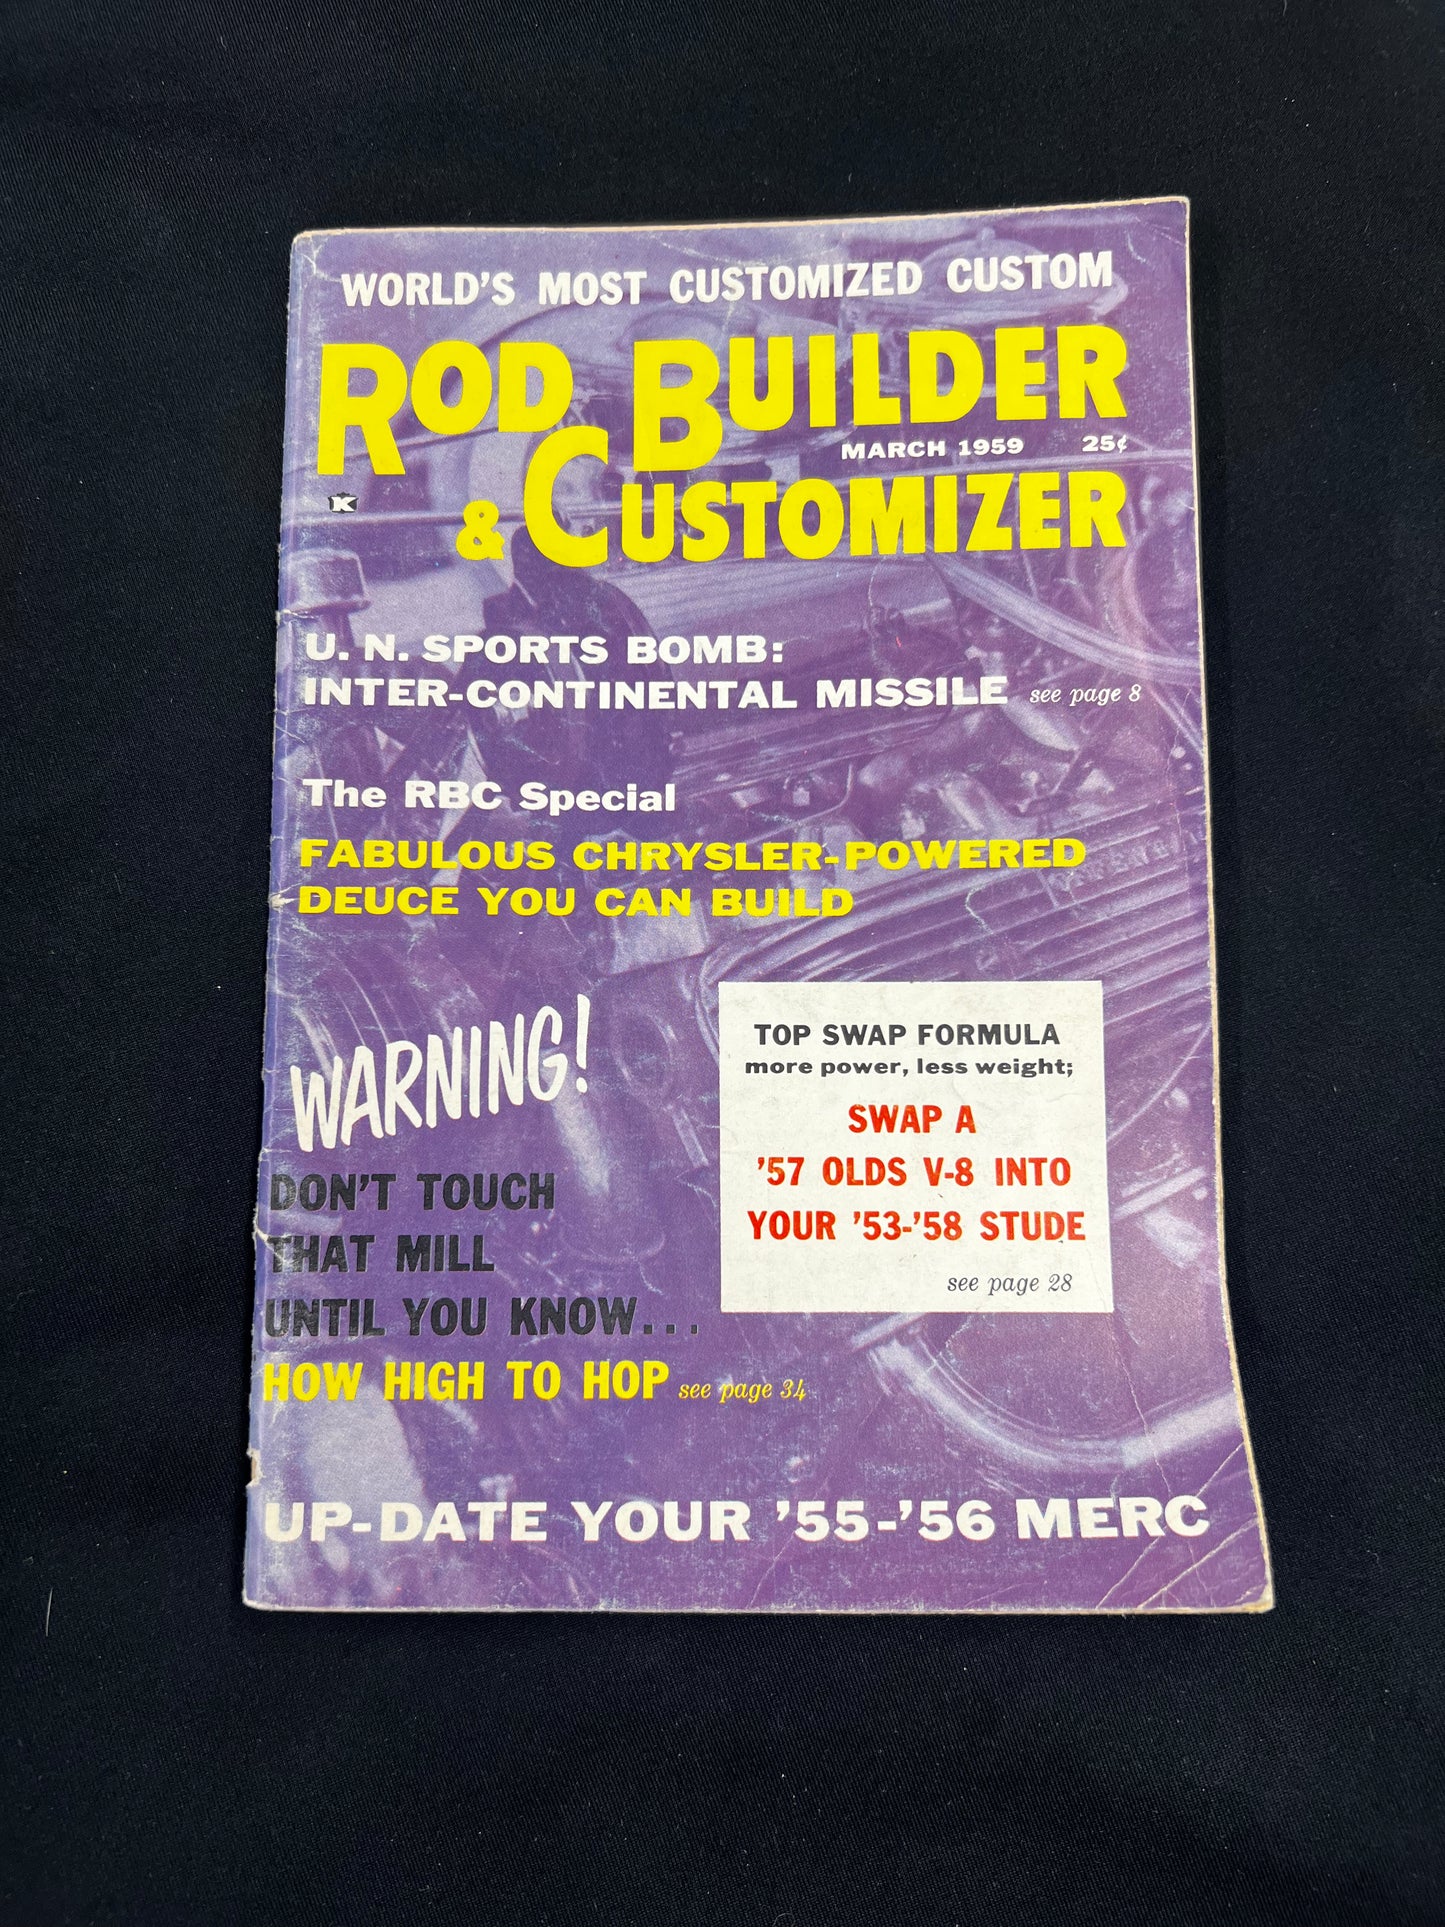 WORLD'S MOST CUSTOMIZED CUSTOM
ROD BUILDER
MARCH 1959 25¢
K
& CUSTOMIZER
U.N. SPORTS BOMB:
INTER-CONTINENTAL MISSILE see page 8
The RBC Special
FABULOUS CHRYSLER-POWERED
DEUCE YOU CAN BUILD
WARNING!
DON'T TOUCH
THAT MILL
UNTIL YOU KNOW...
HOW HIGH TO HOP see page 34
TOP SWAP FORMULA
more power, less weight;
SWAP A
'57 OLDS V-8 INTO
YOUR '53-'58 STUDE
see page 28
UP-DATE YOUR '55-'56 MERC